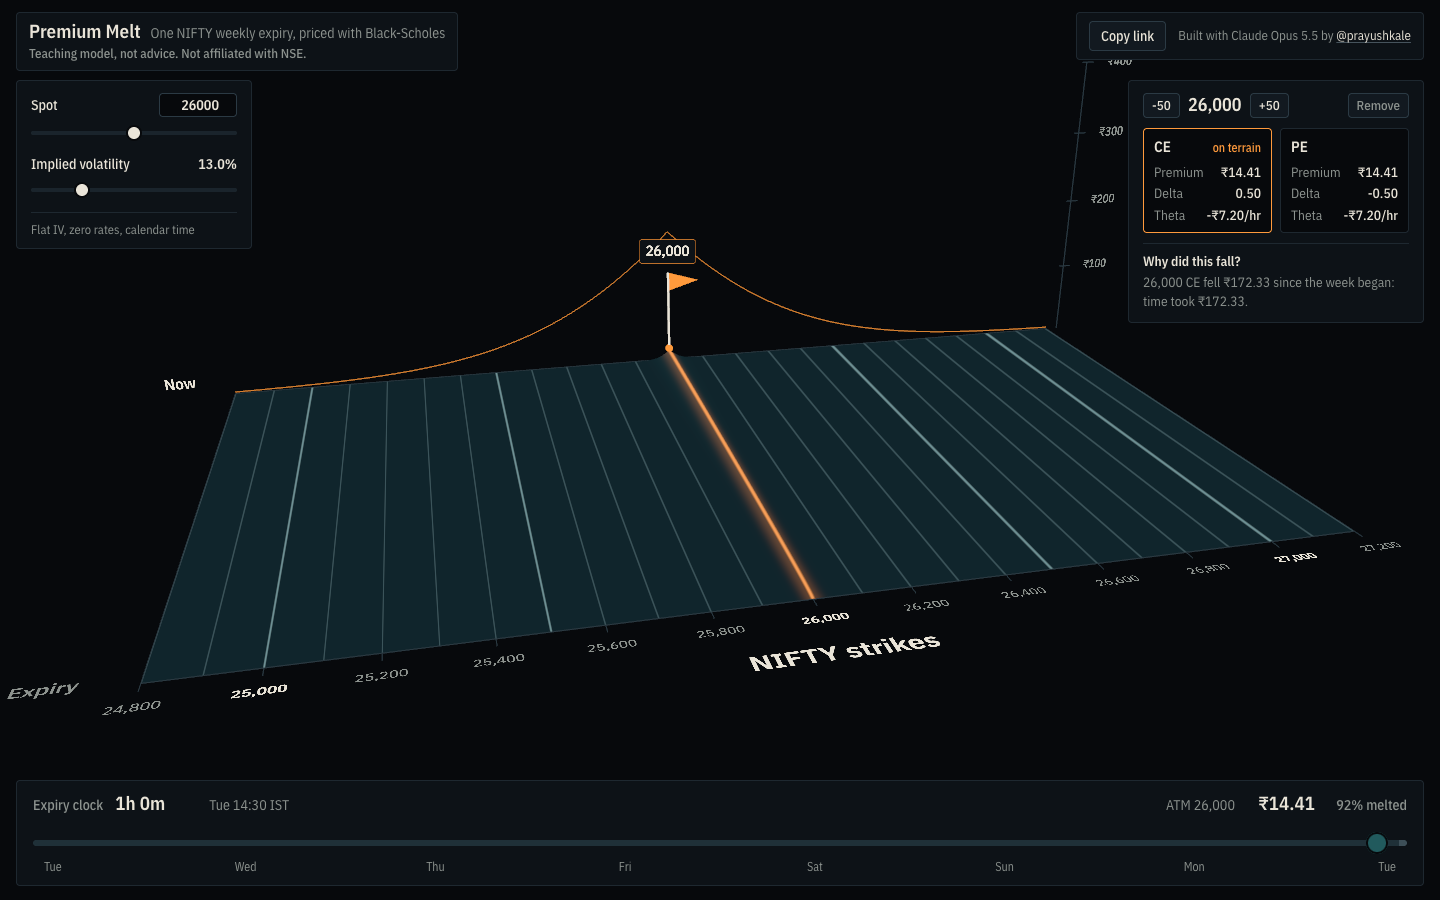 Premium Melt One NIFTY weekly expiry, priced with Black-Scholes
Teaching model, not advice. Not affiliated with NSE.
Copy link Built with Claude Opus 5.5 by @prayushkale
Spot 26000
Implied volatility 13.0%
Flat IV, zero rates, calendar time
₹400
₹300
₹200
₹100
-50 26,000 +50 Remove
CE on terrain
Premium ₹14.41
Delta 0.50
Theta -₹7.20/hr
PE
Premium ₹14.41
Delta -0.50
Theta -₹7.20/hr
Why did this fall?
26,000 CE fell ₹172.33 since the week began:
time took ₹172.33.
26,000
Now
Expiry
24,800 25,000 25,200 25,400 25,600 25,800 26,000 26,200 26,400 26,600 26,800 27,000 27,200
NIFTY strikes
Expiry clock 1h 0m Tue 14:30 IST ATM 26,000 ₹14.41 92% melted
Tue Wed Thu Fri Sat Sun Mon Tue